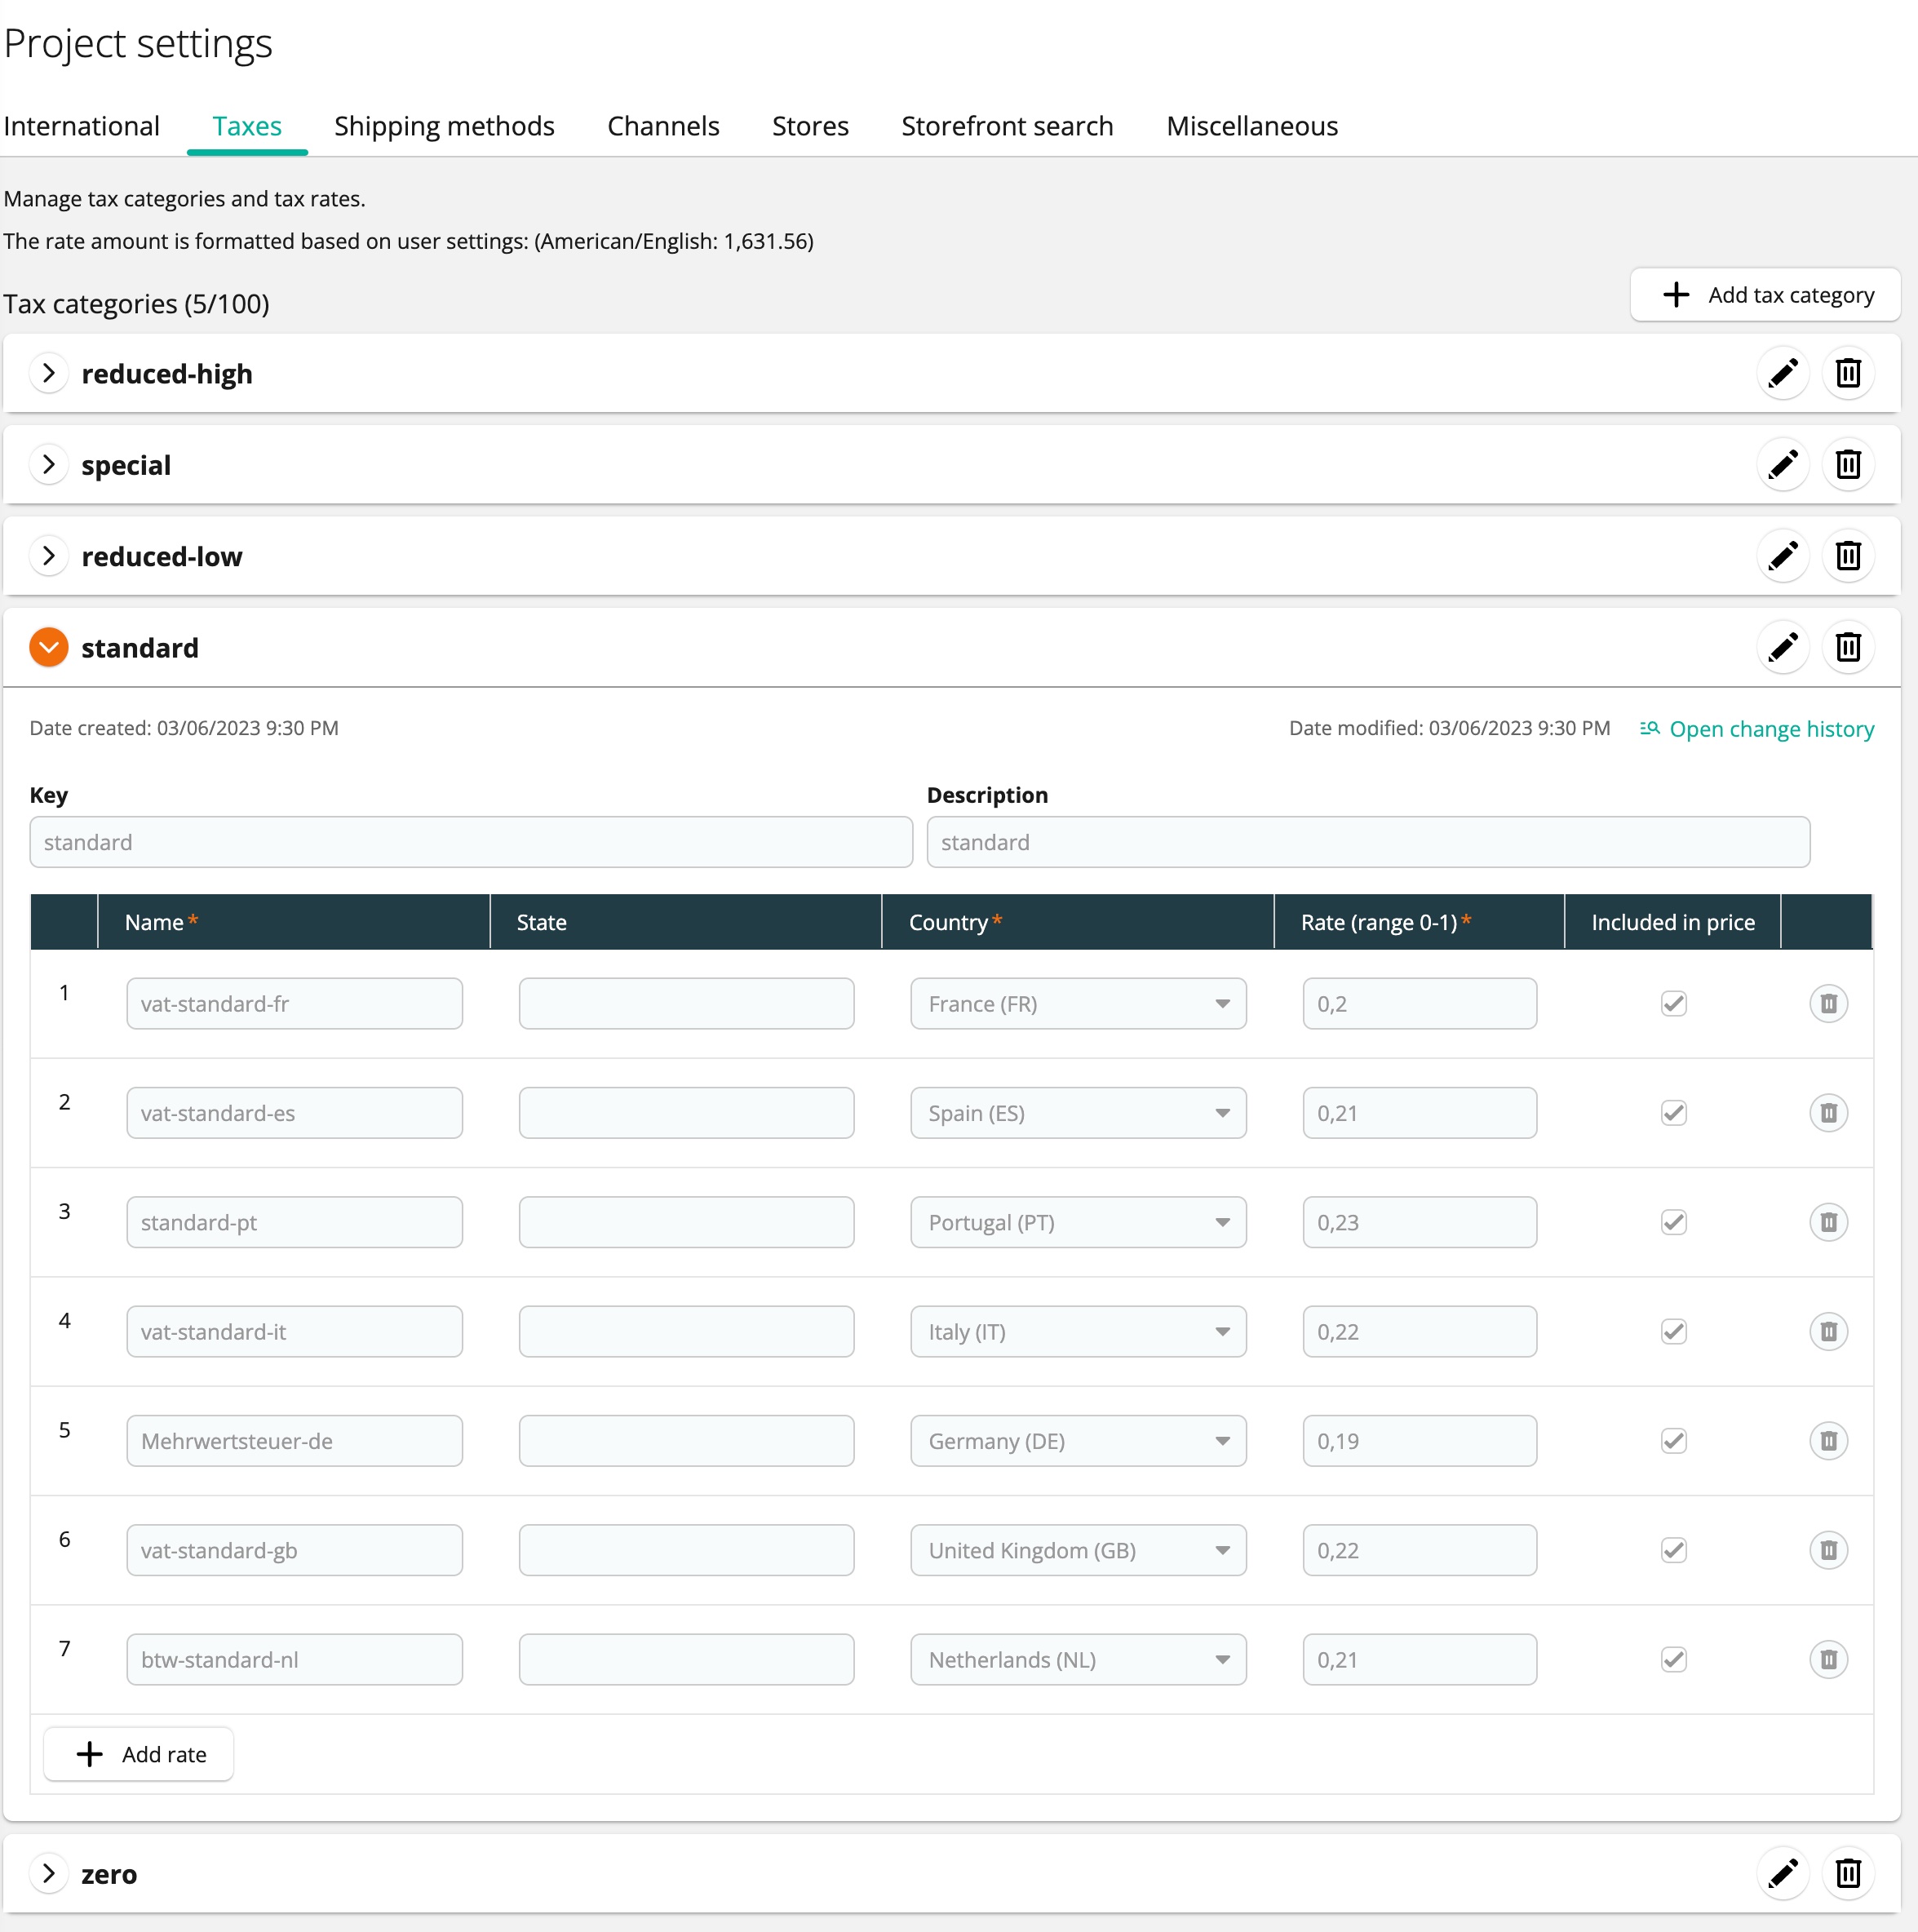 Project settings
International Taxes Shipping methods Channels Stores Storefront search Miscellaneous
Manage tax categories and tax rates.
The rate amount is formatted based on user settings: (American/English: 1,631.56)
Tax categories (5/100) Add tax category
reduced-high
special
reduced-low
standard
Date created: 03/06/2023 9:30 PM Date modified: 03/06/2023 9:30 PM Open change history
Key Description
standard standard
Name* State Country* Rate (range 0-1)* Included in price
1 vat-standard-fr France (FR) 0,2
2 vat-standard-es Spain (ES) 0,21
3 standard-pt Portugal (PT) 0,23
4 vat-standard-it Italy (IT) 0,22
5 Mehrwertsteuer-de Germany (DE) 0,19
6 vat-standard-gb United Kingdom (GB) 0,22
7 btw-standard-nl Netherlands (NL) 0,21
Add rate
zero